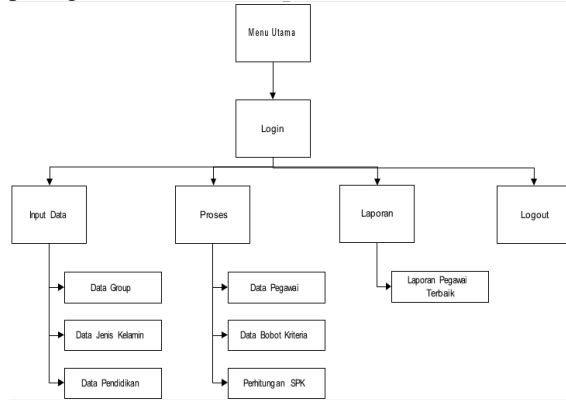 Menu Utama
Login
Input Data
Proses
Laporan
Logout
Data Group
Data Pegawai
Laporan Pegawai
Terbaik
Data Jenis Kelamin
Data Bobot Kriteria
Data Pendidikan
Perhitungan SPK